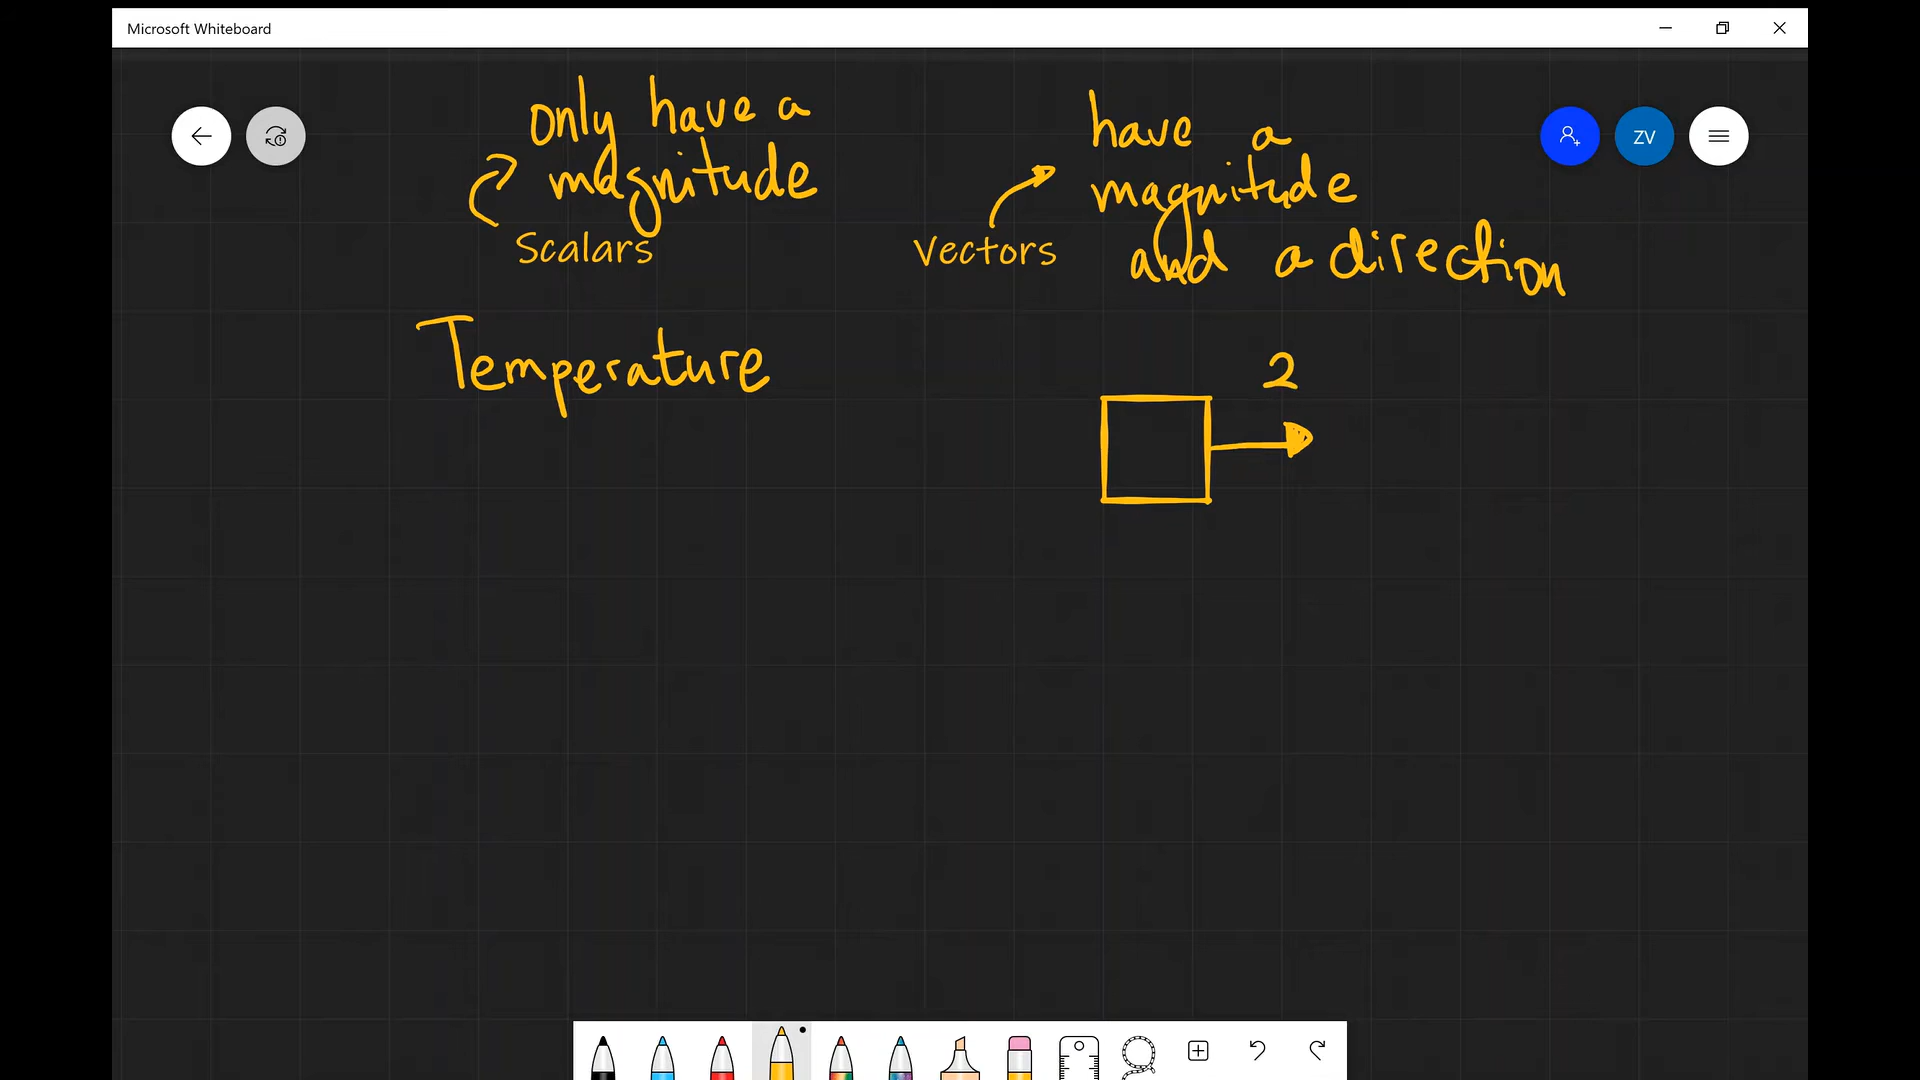 Microsoft Whiteboard
only have a
magnitude
Scalars
have a
magnitude
and a direction
Vectors
ZV
Temperature
2